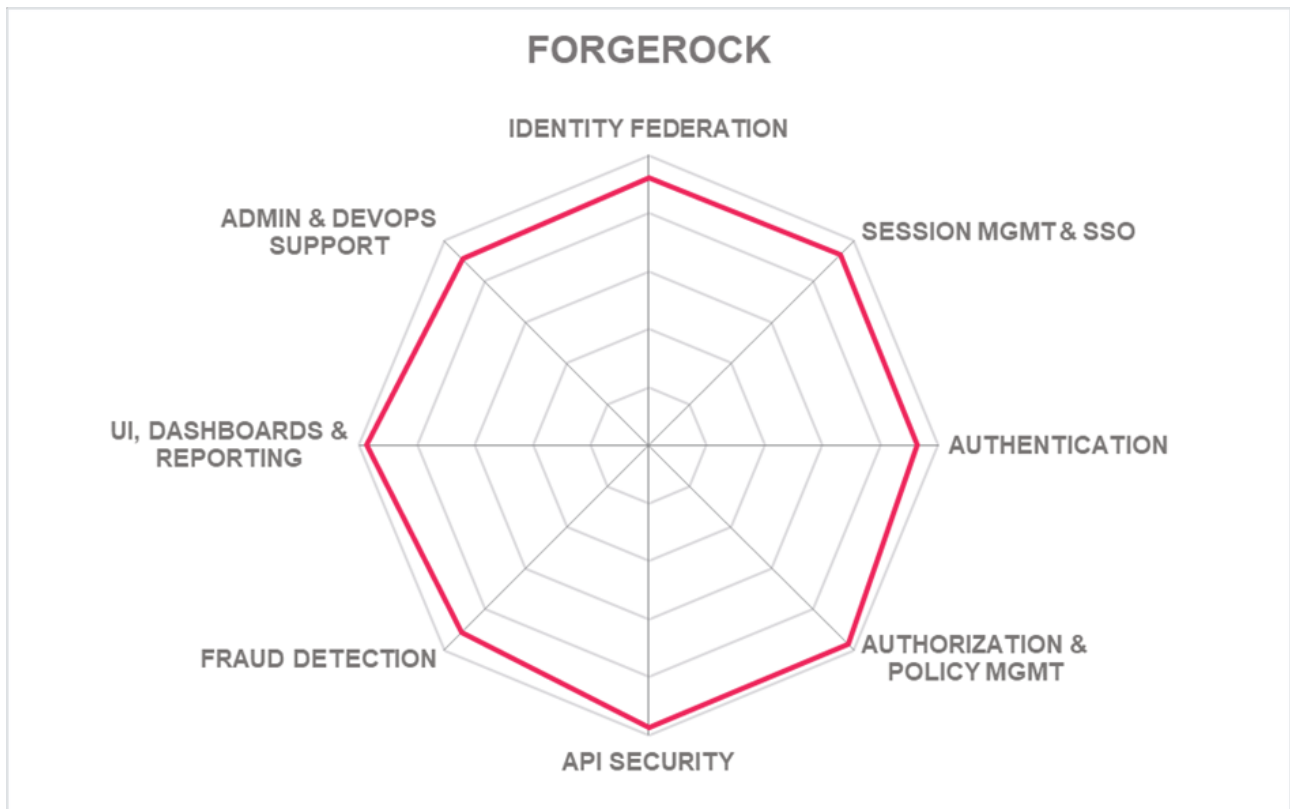 FORGEROCK
IDENTITY FEDERATION
ADMIN & DEVOPS
SUPPORT
SESSION MGMT & SSO
UI, DASHBOARDS &
REPORTING
AUTHENTICATION
FRAUD DETECTION
AUTHORIZATION &
POLICY MGMT
API SECURITY